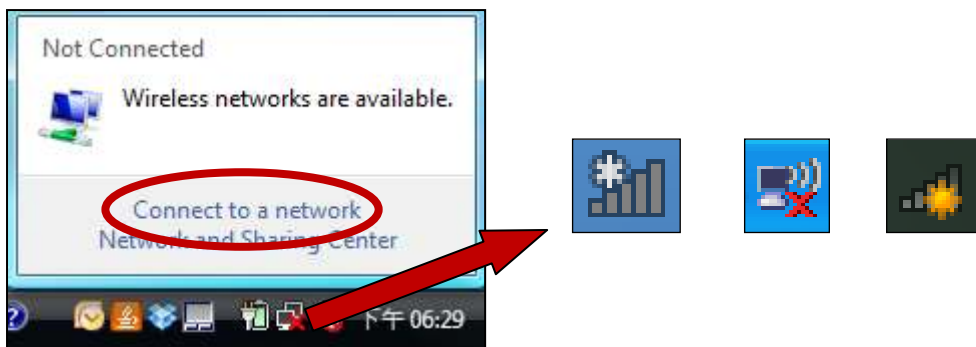 Not Connected
Wireless networks are available.
Connect to a network
Network and Sharing Center
下午 06:29